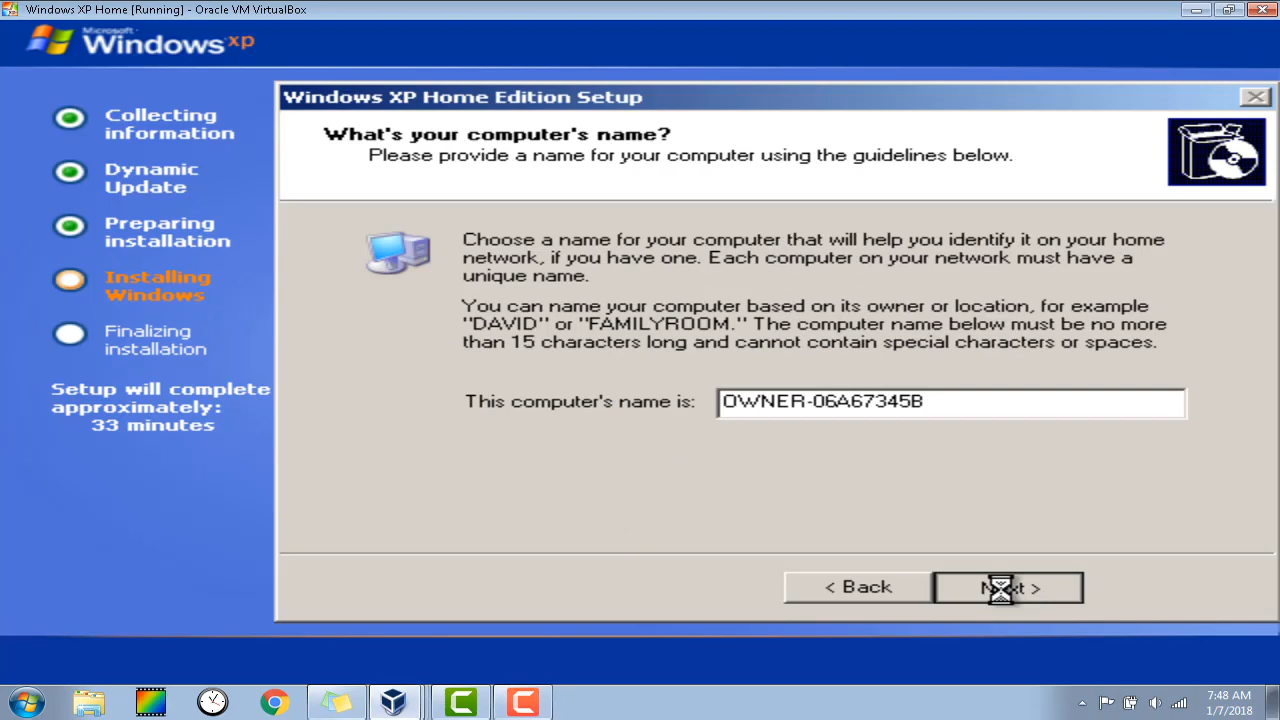 Windows XP Home [Running] - Oracle VM VirtualBox
Microsoft
Windows xp
Collecting
information
Dynamic
Update
Preparing
installation
Installing
Windows
Finalizing
installation
Setup will complete
approximately:
33 minutes
Windows XP Home Edition Setup
What's your computer's name?
Please provide a name for your computer using the guidelines below.
Choose a name for your computer that will help you identify it on your home
network, if you have one. Each computer on your network must have a
unique name.
You can name your computer based on its owner or location, for example
"DAVID" or "FAMILYROOM." The computer name below must be no more
than 15 characters long and cannot contain special characters or spaces.
This computer's name is: OWNER-06A67345B
< Back
Next >
7:48 AM
1/7/2018